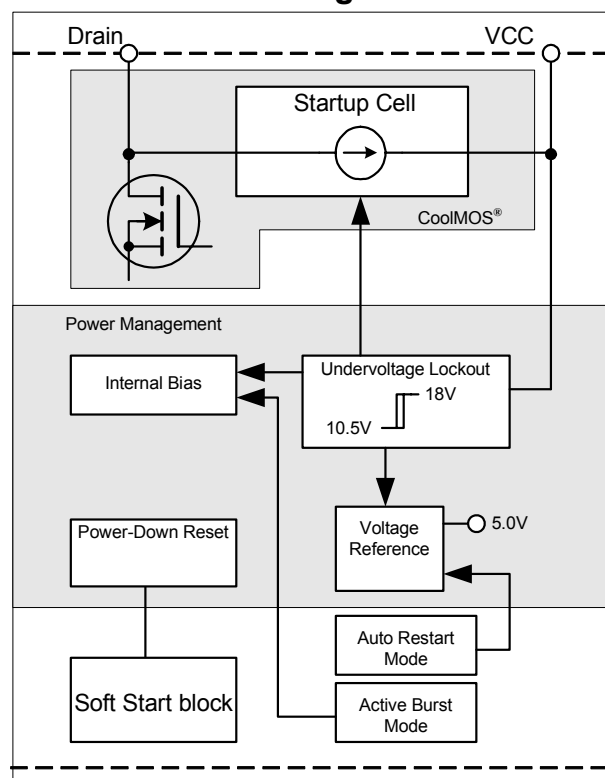 Drain
VCC
Startup Cell
CoolMOS®
Power Management
Internal Bias
Undervoltage Lockout
18V
10.5V
Power-Down Reset
Voltage
Reference
5.0V
Auto Restart
Mode
Soft Start block
Active Burst
Mode